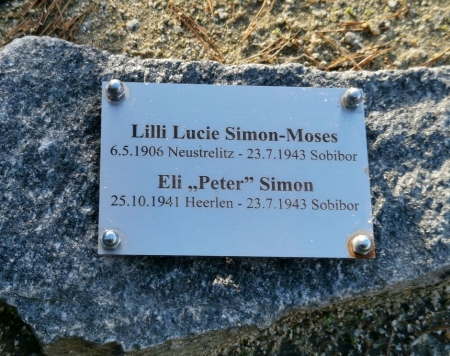 Lilli Lucie Simon-Moses
6.5.1906 Neustrelitz - 23.7.1943 Sobibor
Eli „Peter” Simon
25.10.1941 Heerlen - 23.7.1943 Sobibor